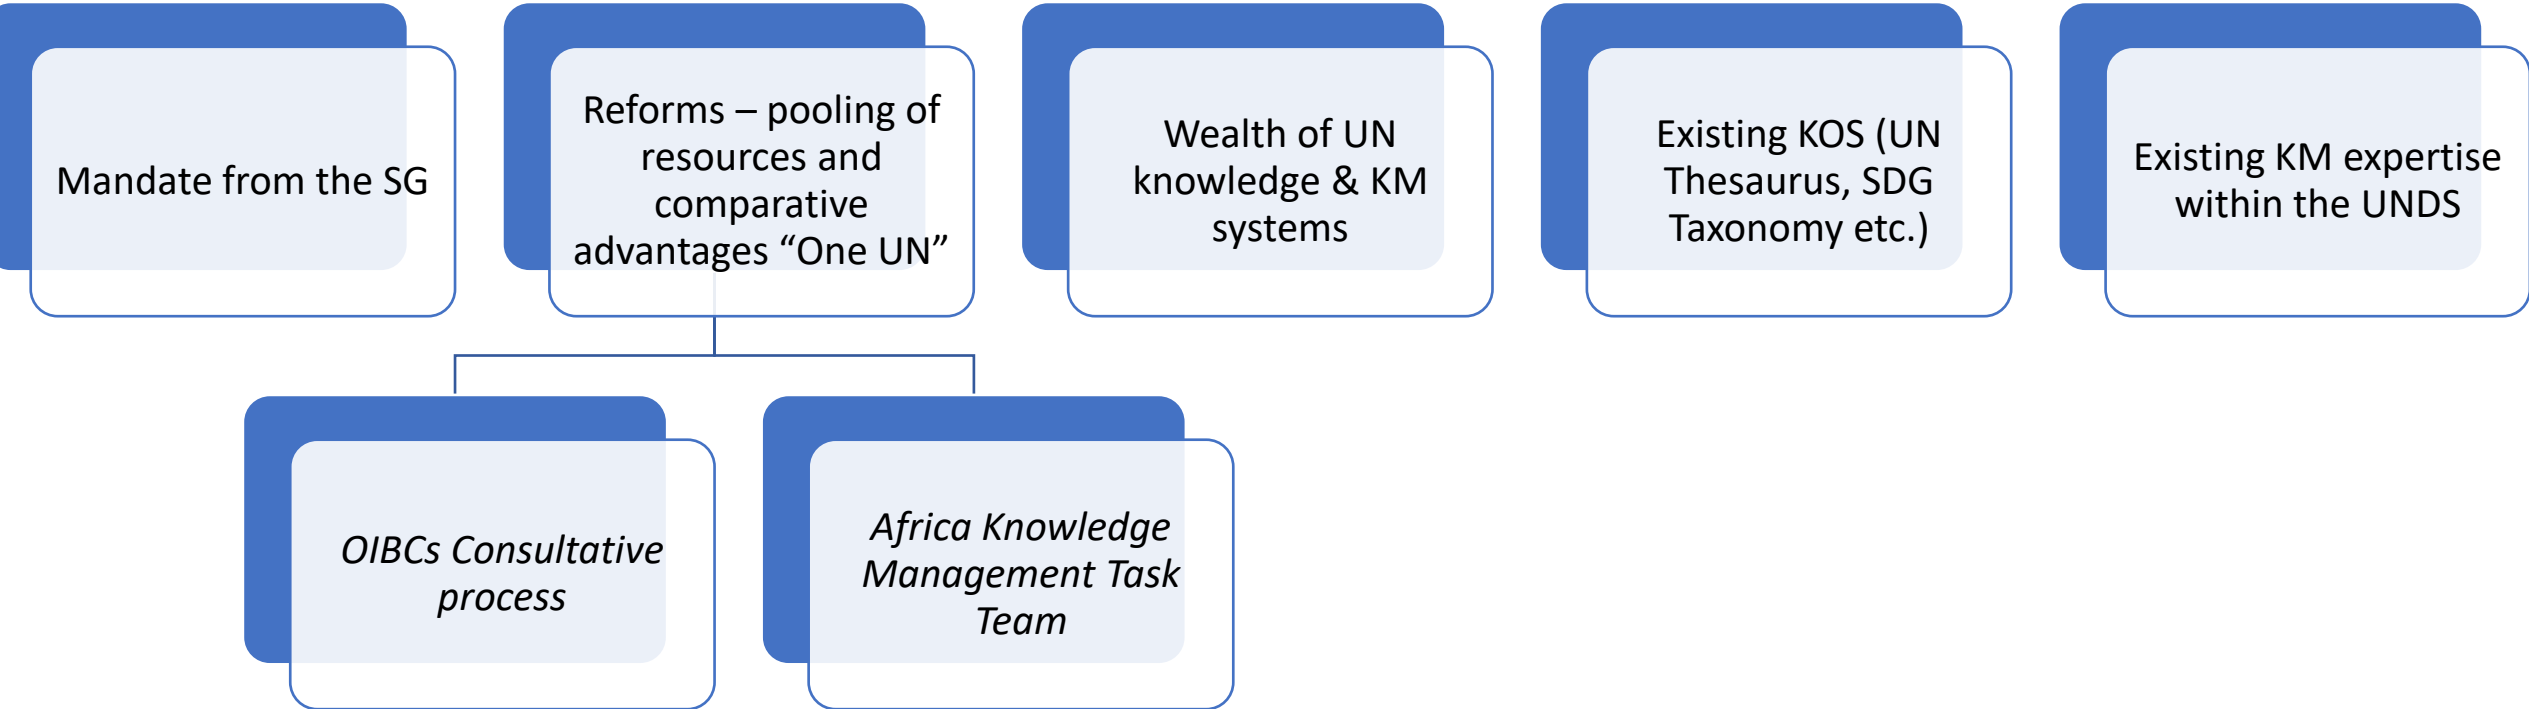 Mandate from the SG
Reforms – pooling of
resources and
comparative
advantages “One UN”
Wealth of UN
knowledge & KM
systems
Existing KOS (UN
Thesaurus, SDG
Taxonomy etc.)
Existing KM expertise
within the UNDS
OIBCs Consultative
process
Africa Knowledge
Management Task
Team